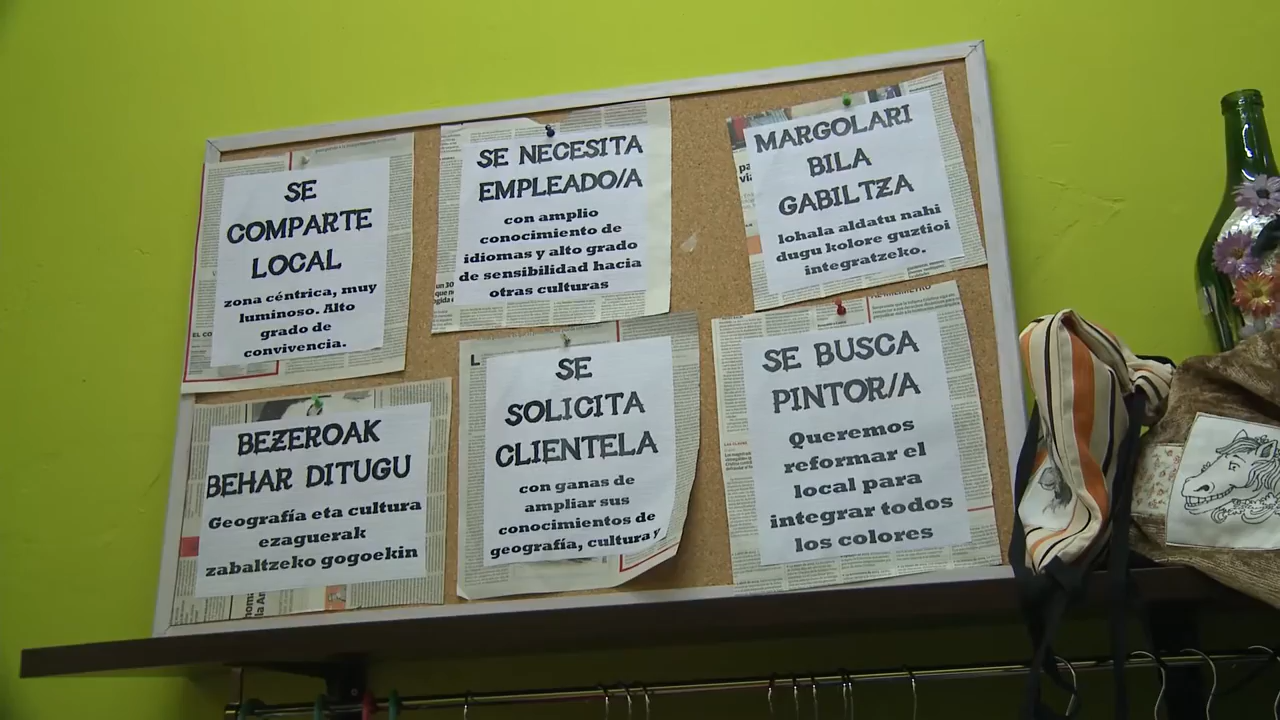 SE
COMPARTE
LOCAL
zona céntrica, muy
luminoso. Alto
grado de
convivencia.
SE NECESITA
EMPLEADO/A
con amplio
conocimiento de
idiomas y alto grado
de sensibilidad hacia
otras culturas
MARGOLARI
BILA
GABILTZA
lohala aldatu nahi
dugu kolore guztioi
integratzeko.
BEZEROAK
BEHAR DITUGU
Geografía eta cultura
ezaguerak
zabaltzeko gogoekin
SE
SOLICITA
CLIENTELA
con ganas de
ampliar sus
conocimientos de
geografía, cultura y
SE BUSCA
PINTOR/A
Queremos
reformar el
local para
integrar todos
los colores